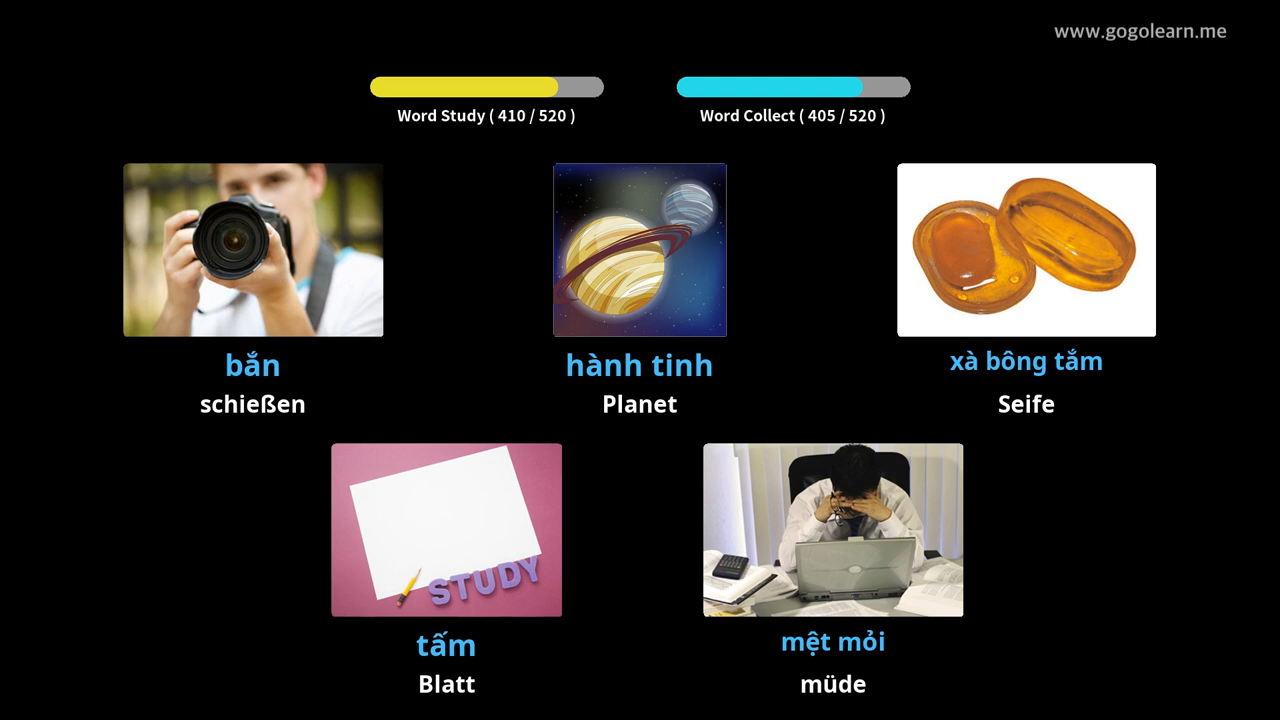 www.gogolearn.me
Word Study ( 410 / 520 )
Word Collect ( 405 / 520 )
bắn
hành tinh
xà bông tắm
schießen
Planet
Seife
STUDY
tấm
mệt mỏi
Blatt
müde